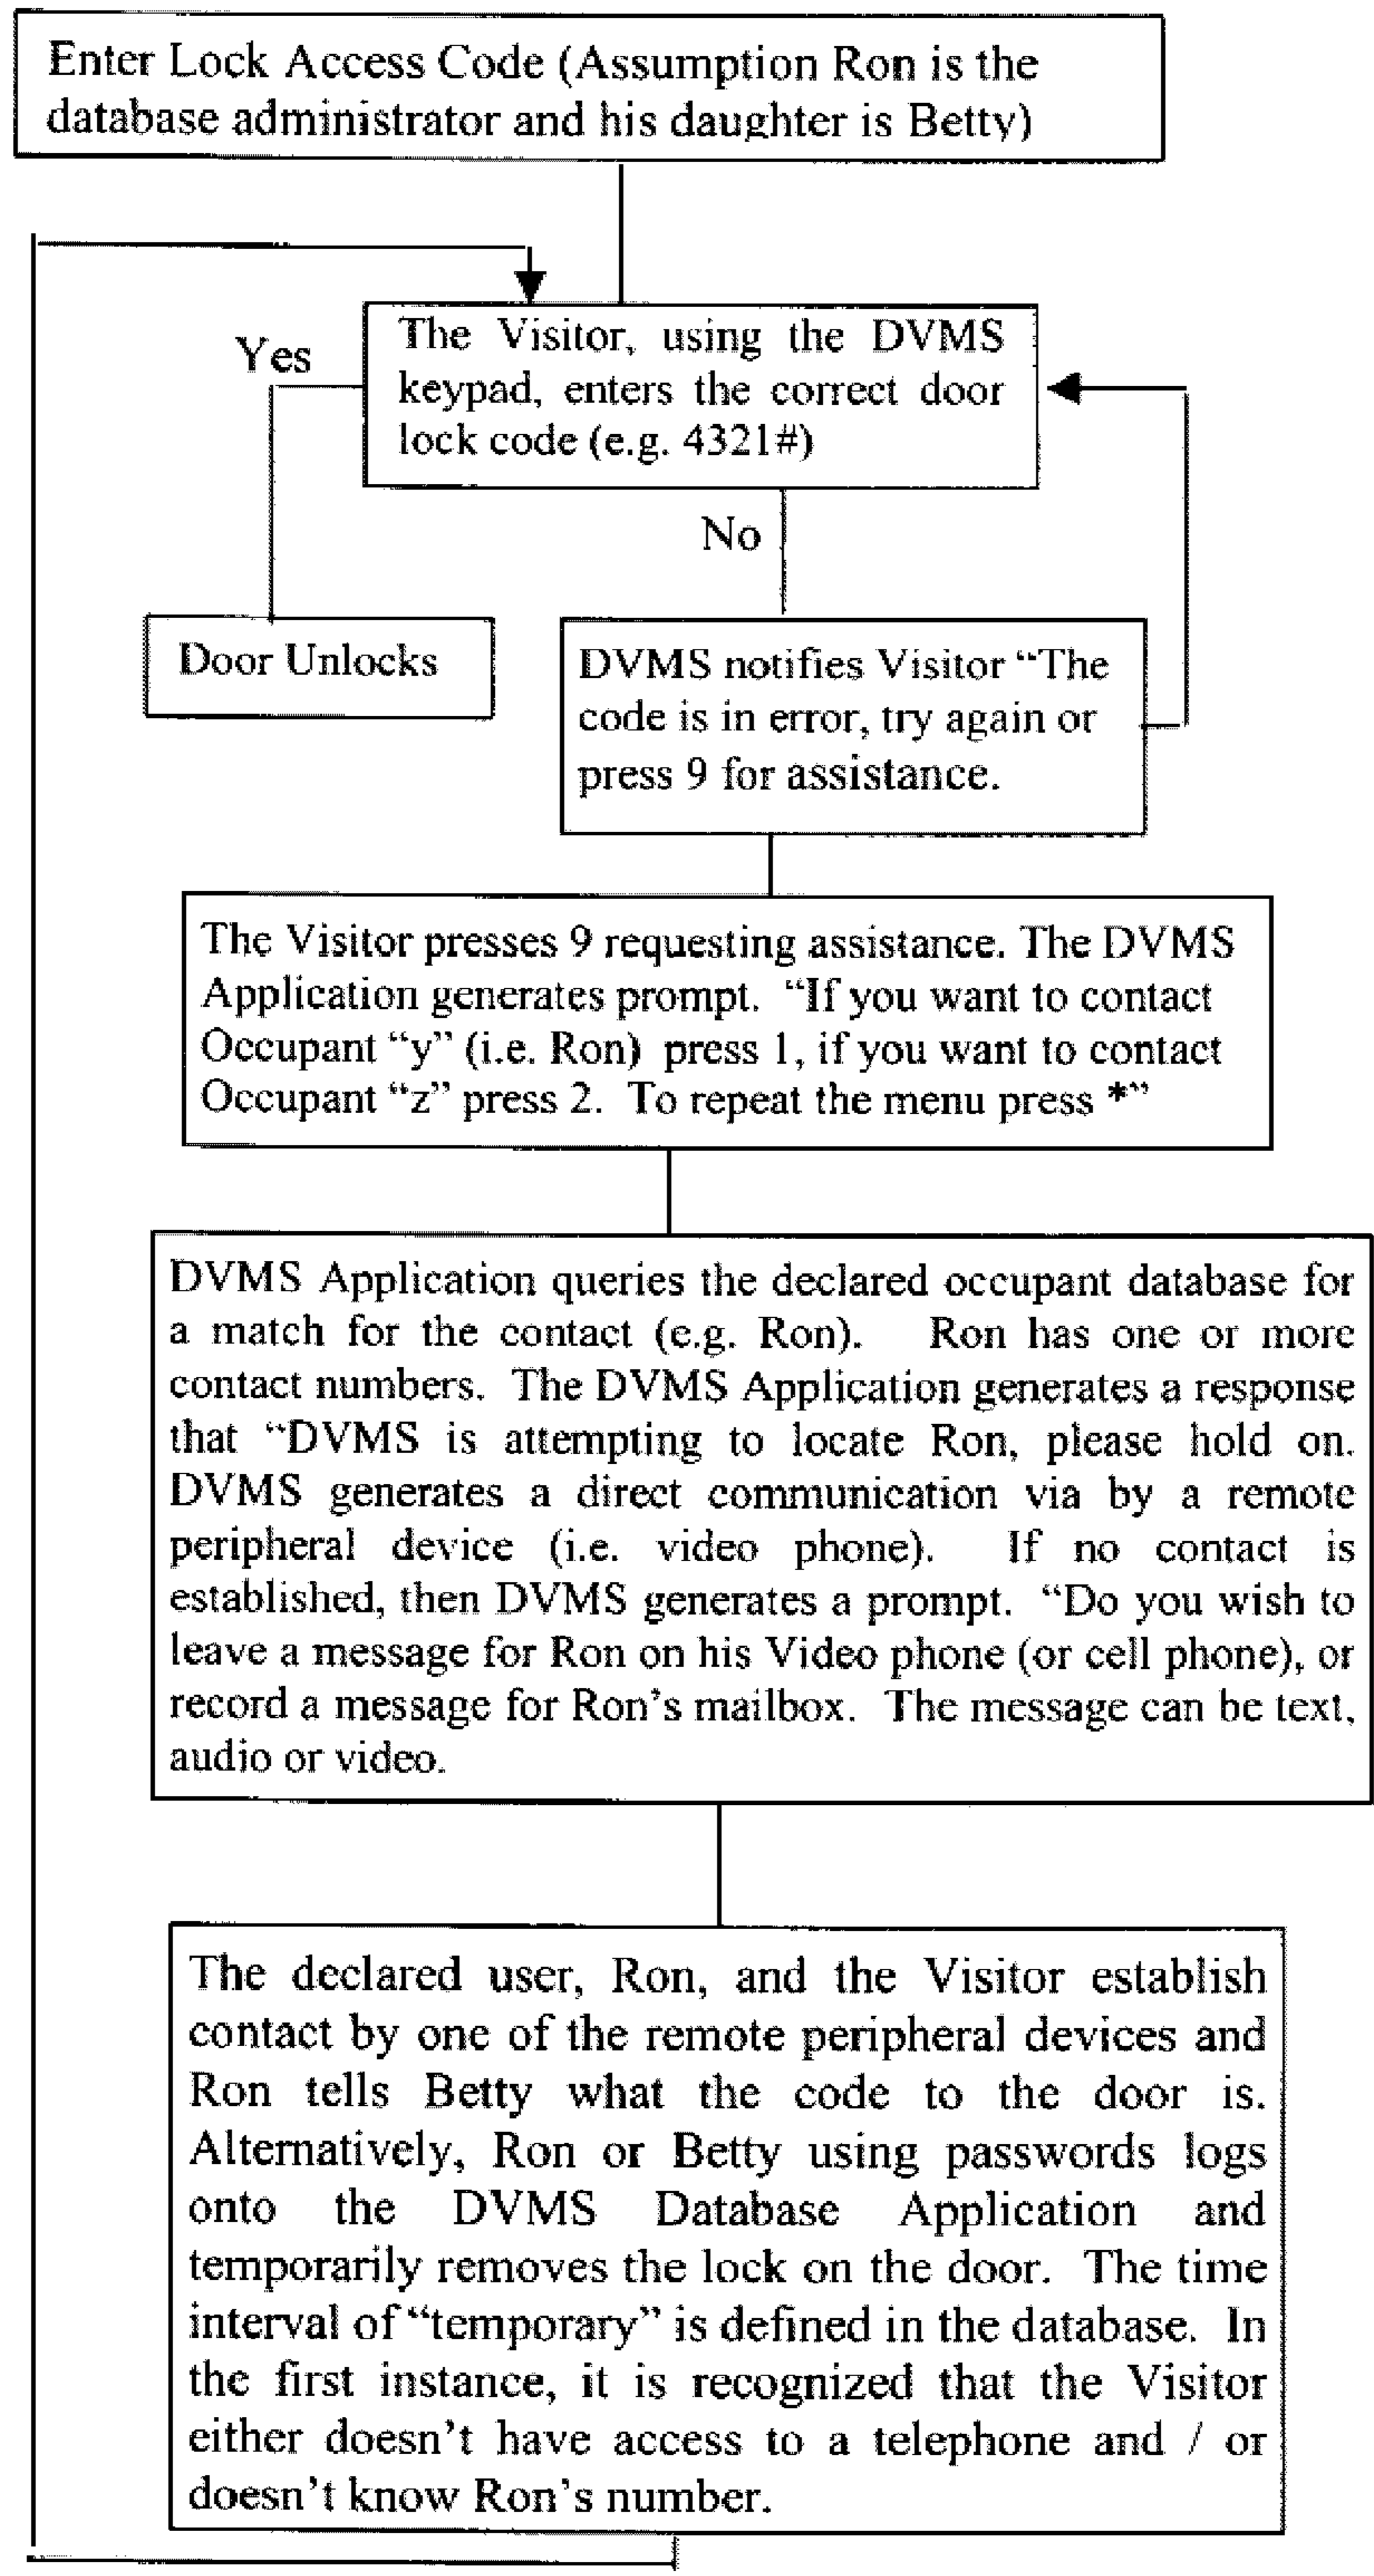 Enter Lock Access Code (Assumption Ron is the
database administrator and his daughter is Betty)
Yes
The Visitor, using the DVMS
keypad, enters the correct door
lock code (e.g. 4321#)
No
Door Unlocks
DVMS notifies Visitor “The
code is in error, try again or
press 9 for assistance.
The Visitor presses 9 requesting assistance. The DVMS
Application generates prompt. “If you want to contact
Occupant “y” (i.e. Ron) press 1, if you want to contact
Occupant “z” press 2. To repeat the menu press *”
DVMS Application queries the declared occupant database for
a match for the contact (e.g. Ron). Ron has one or more
contact numbers. The DVMS Application generates a response
that “DVMS is attempting to locate Ron, please hold on.
DVMS generates a direct communication via by a remote
peripheral device (i.e. video phone). If no contact is
established, then DVMS generates a prompt. “Do you wish to
leave a message for Ron on his Video phone (or cell phone), or
record a message for Ron’s mailbox. The message can be text,
audio or video.
The declared user, Ron, and the Visitor establish
contact by one of the remote peripheral devices and
Ron tells Betty what the code to the door is.
Alternatively, Ron or Betty using passwords logs
onto the DVMS Database Application and
temporarily removes the lock on the door. The time
interval of “temporary” is defined in the database. In
the first instance, it is recognized that the Visitor
either doesn’t have access to a telephone and / or
doesn’t know Ron’s number.